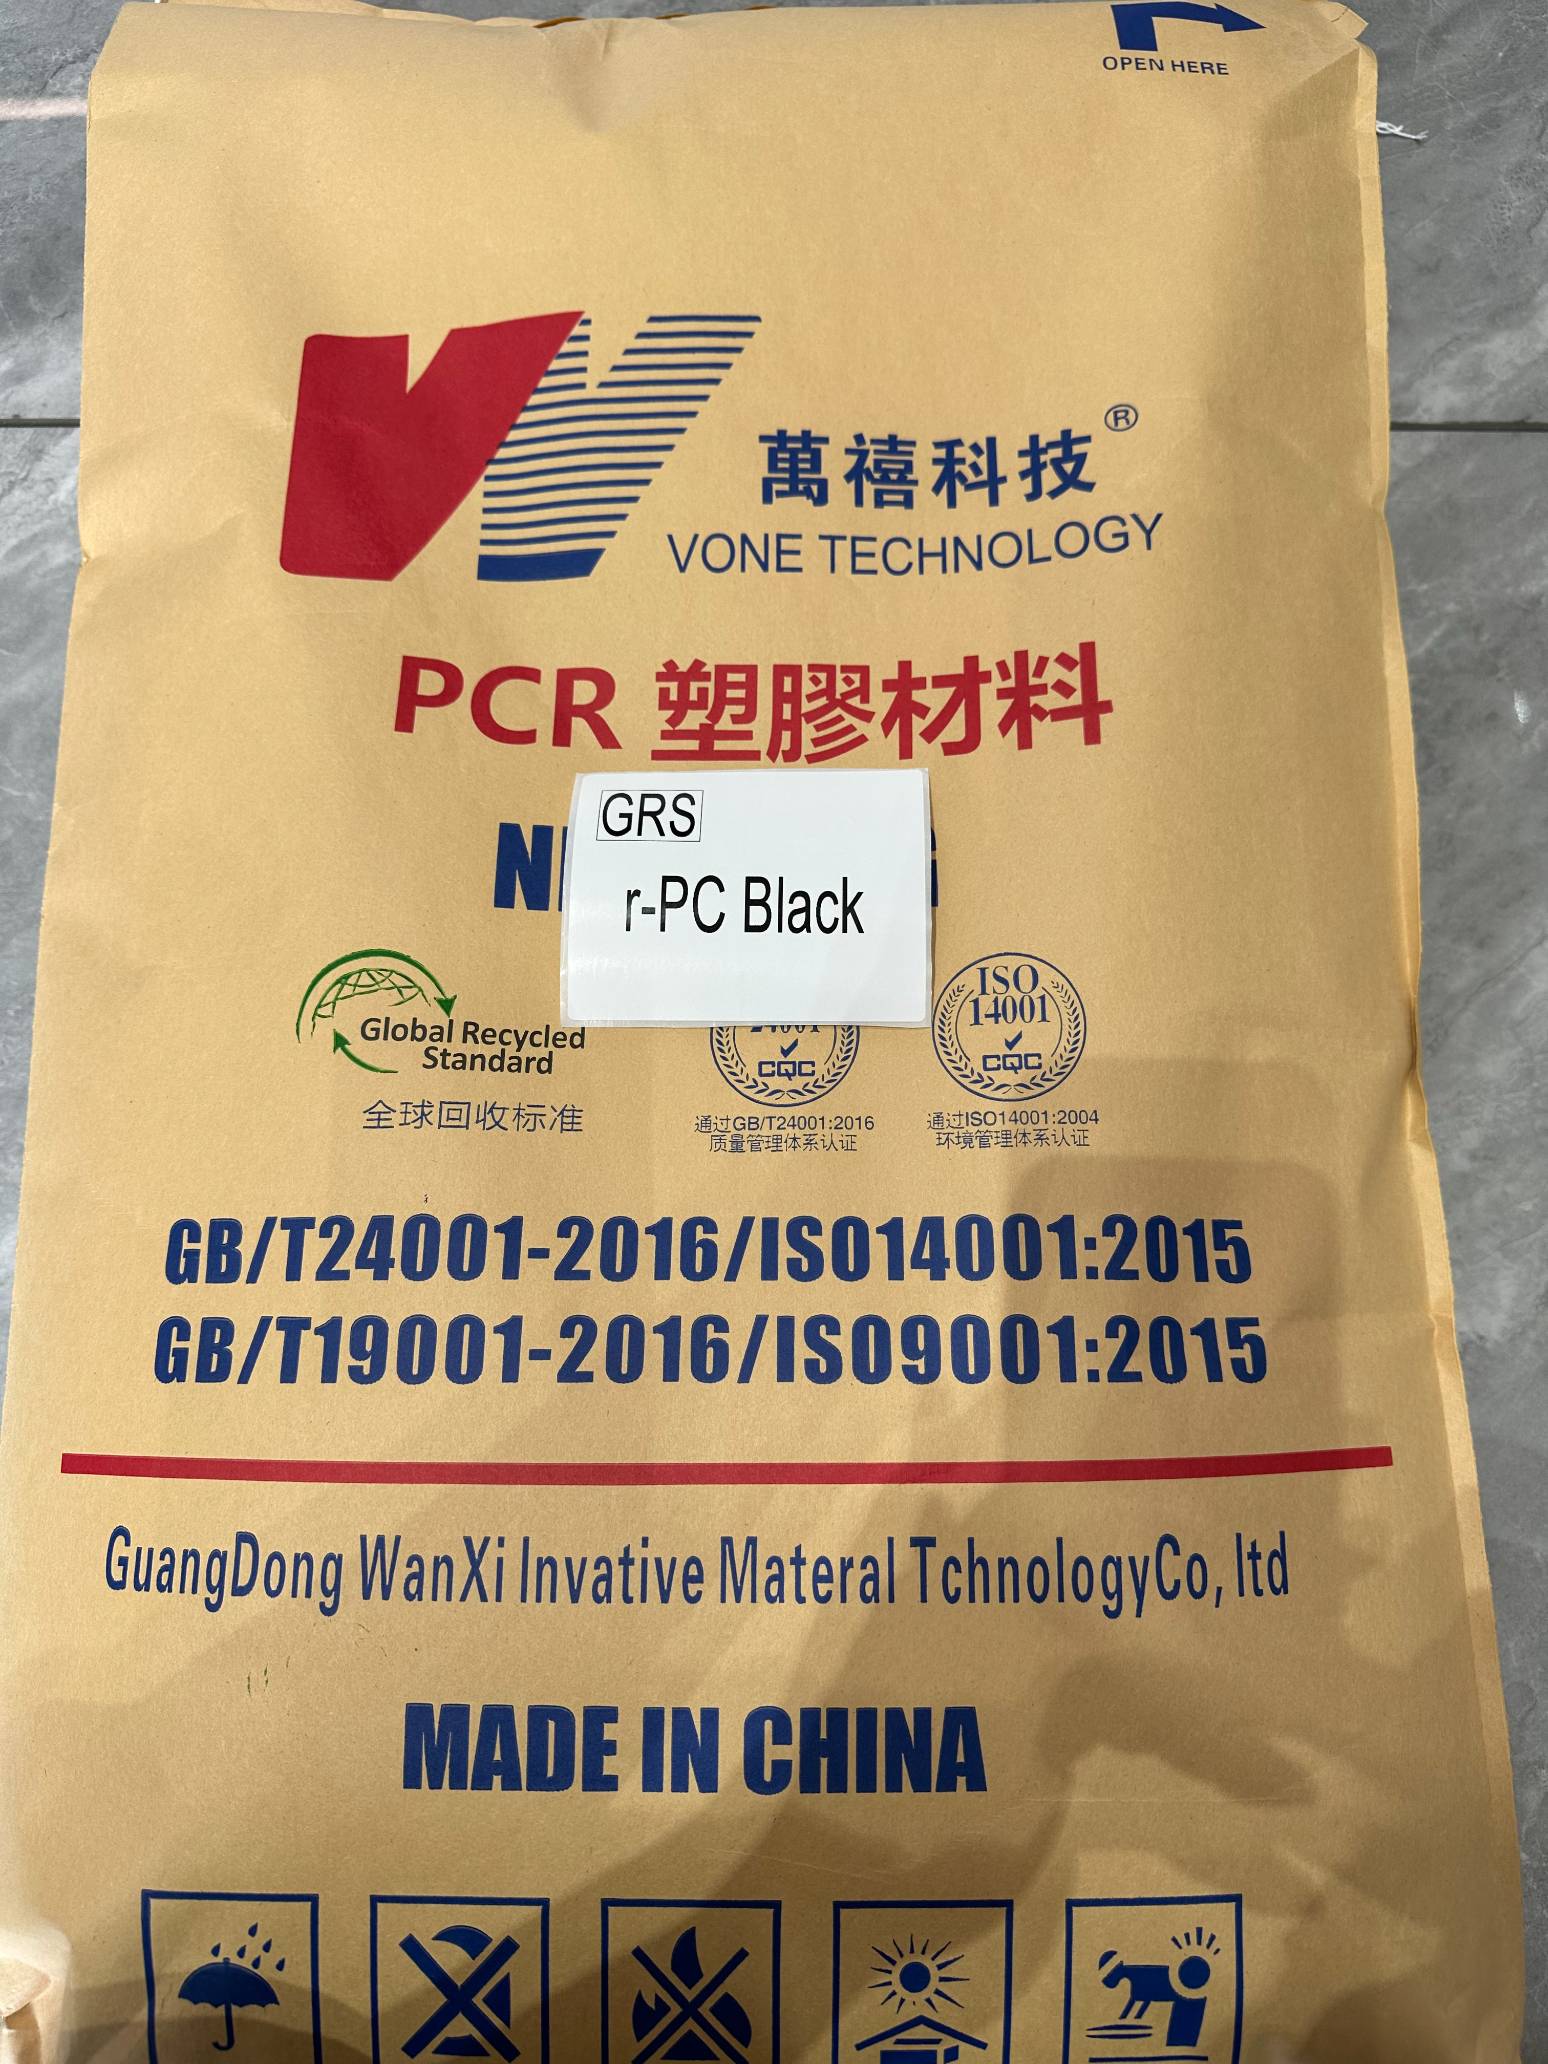 OPEN HERE
萬禧科技®
VONE TECHNOLOGY
PCR 塑膠材料
GRS
r-PC Black
Global Recycled
Standard
全球回收标准
CQC
通过GB/T24001:2016
质量管理体系认证
ISO
14001
CQC
通过ISO14001:2004
环境管理体系认证
GB/T24001-2016/ISO14001:2015
GB/T19001-2016/ISO9001:2015
GuangDong WanXi Invative Materal TchnologyCo, ltd
MADE IN CHINA